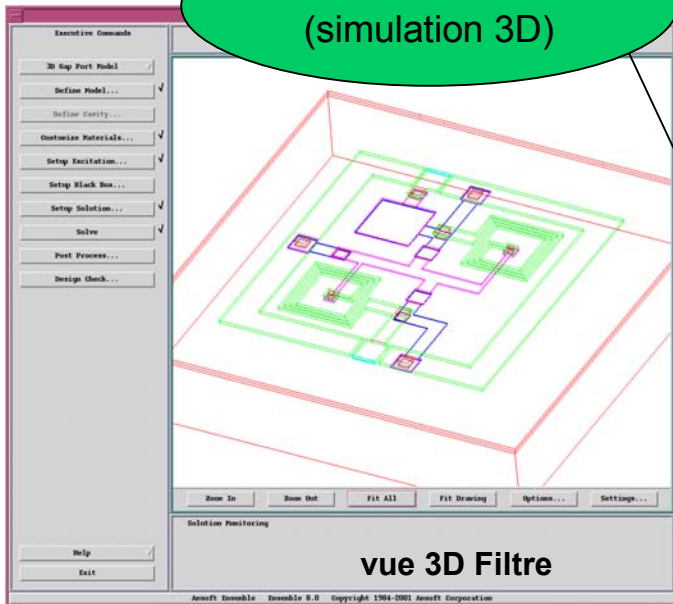 (simulation 3D)
Executive Commands
3D Gap Port Model
Define Model...
Define Cavity...
Customize Materials...
Setup Excitation...
Setup Black Box...
Setup Solution...
Solve
Post Process...
Design Check...
Help
Exit
Zoom In
Zoom Out
Fit All
Fit Drawing
Options...
Settings...
Solution Monitoring
vue 3D Filtre
Ansoft Ensemble Ensemble 8.0 Copyright 1984-2001 Ansoft Corporation